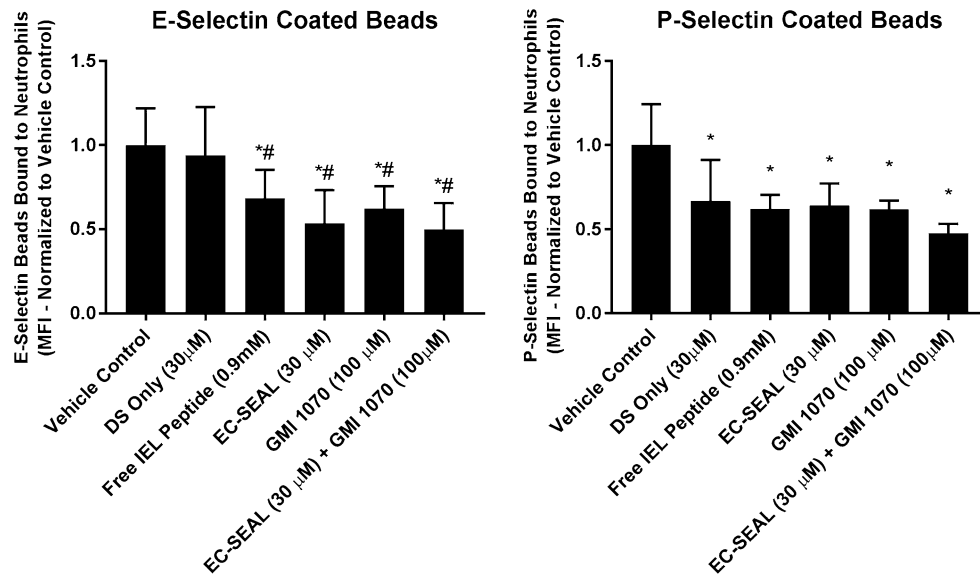 E-Selectin Coated Beads
E-Selectin Beads Bound to Neutrophils
(MFI - Normalized to Vehicle Control)
1.5
1.0
0.5
0.0
*#
*#
*#
*#
Vehicle Control
DS Only (30μM)
Free IEL Peptide (0.9mM)
EC-SEAL (30 μM)
GMI 1070 (100 μM)
EC-SEAL (30 μM) + GMI 1070 (100μM)
P-Selectin Coated Beads
P-Selectin Beads Bound to Neutrophils
(MFI - Normalized to Vehicle Control)
1.5
1.0
0.5
0.0
*
*
*
*
*
Vehicle Control
DS Only (30μM)
Free IEL Peptide (0.9mM)
EC-SEAL (30 μM)
GMI 1070 (100 μM)
EC-SEAL (30 μM) + GMI 1070 (100μM)